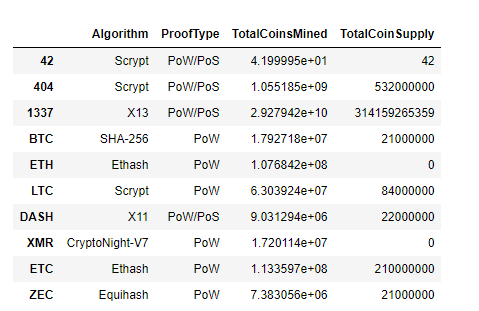 Algorithm ProofType TotalCoinsMined TotalCoinSupply
42 Scrypt PoW/PoS 4.199995e+01 42
404 Scrypt PoW/PoS 1.055185e+09 532000000
1337 X13 PoW/PoS 2.927942e+10 314159265359
BTC SHA-256 PoW 1.792718e+07 21000000
ETH Ethash PoW 1.076842e+08 0
LTC Scrypt PoW 6.303924e+07 84000000
DASH X11 PoW/PoS 9.031294e+06 22000000
XMR CryptoNight-V7 PoW 1.720114e+07 0
ETC Ethash PoW 1.133597e+08 210000000
ZEC Equihash PoW 7.383056e+06 21000000